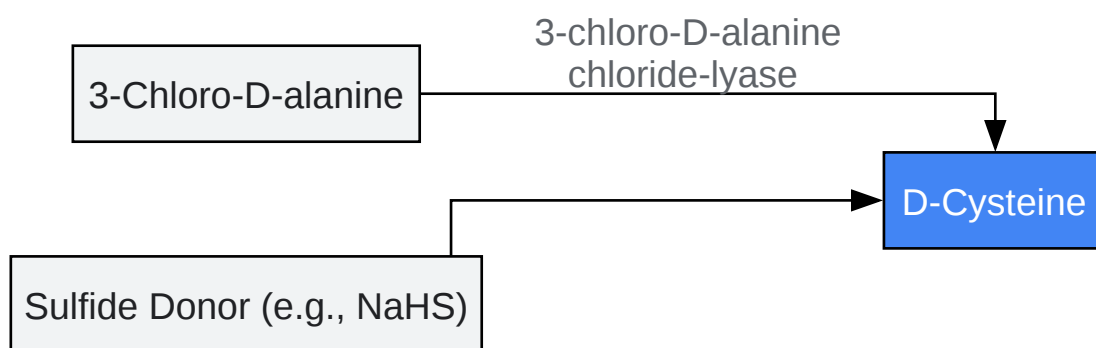 3-chloro-D-alanine
chloride-lyase
3-Chloro-D-alanine
D-Cysteine
Sulfide Donor (e.g., NaHS)